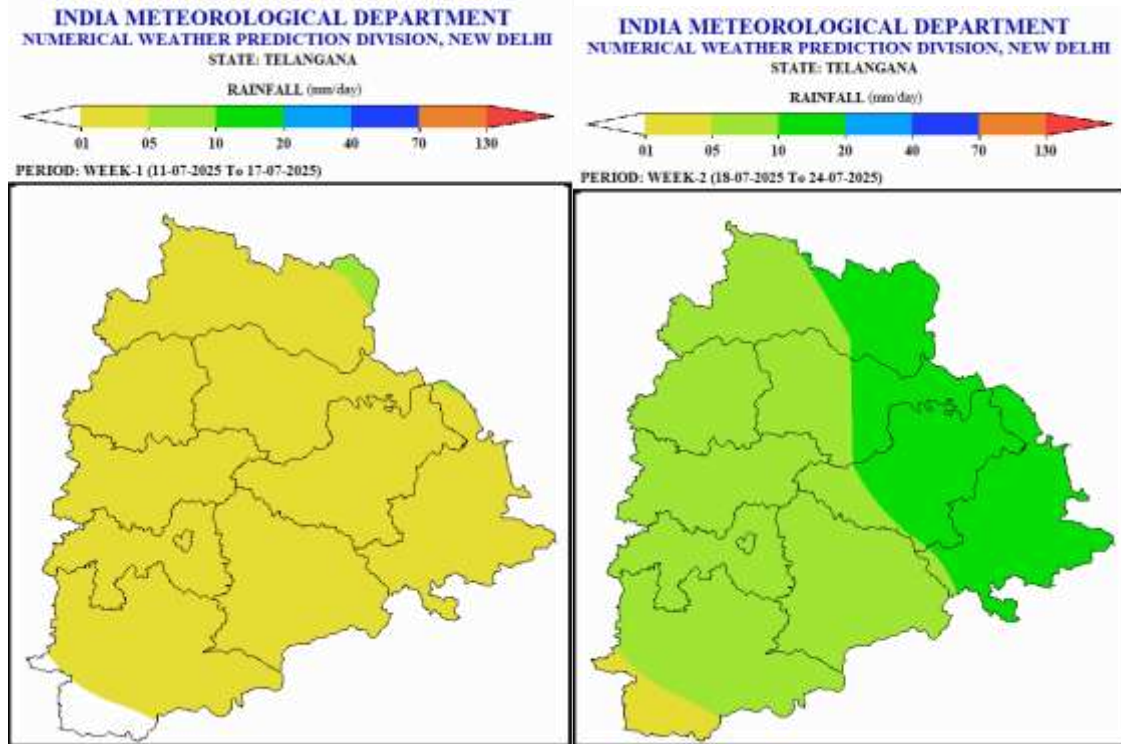 INDIA METEOROLOGICAL DEPARTMENT
NUMERICAL WEATHER PREDICTION DIVISION, NEW DELHI
STATE: TELANGANA
RAINFALL (mm/day)
01 05 10 20 40 70 130
PERIOD: WEEK-1 (11-07-2025 To 17-07-2025)
INDIA METEOROLOGICAL DEPARTMENT
NUMERICAL WEATHER PREDICTION DIVISION, NEW DELHI
STATE: TELANGANA
RAINFALL (mm/day)
01 05 10 20 40 70 130
PERIOD: WEEK-2 (18-07-2025 To 24-07-2025)